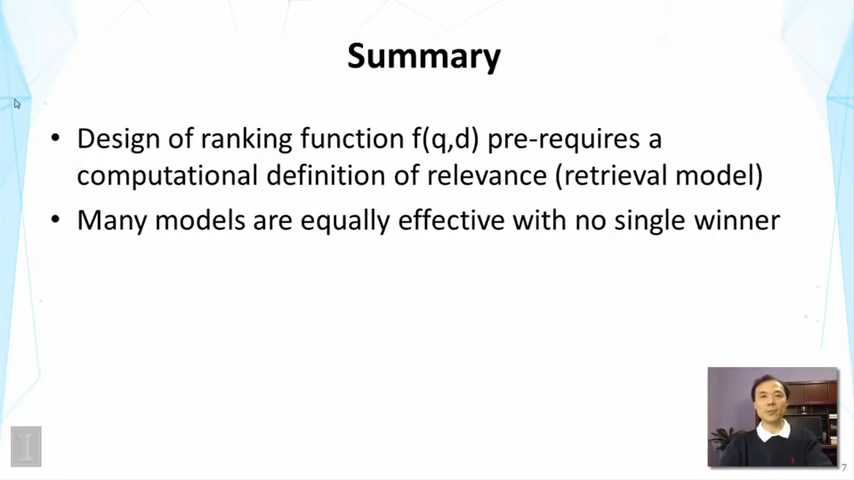 Summary
• Design of ranking function f(q,d) pre-requires a
computational definition of relevance (retrieval model)
• Many models are equally effective with no single winner
I
7